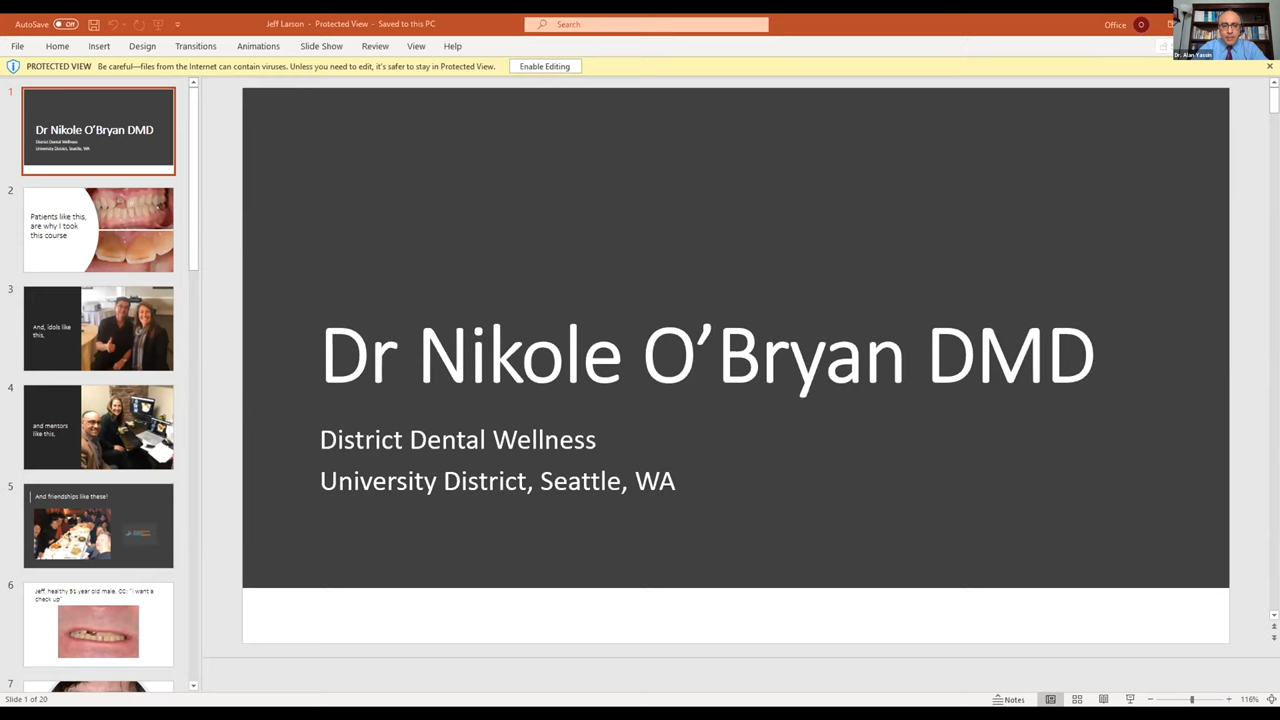 AutoSave Off
Jeff Larson - Protected View - Saved to this PC
Search
Office
File Home Insert Design Transitions Animations Slide Show Review View Help
Dr. Alan Yassin
PROTECTED VIEW Be careful—files from the Internet can contain viruses. Unless you need to edit, it's safer to stay in Protected View. Enable Editing
1
Dr Nikole O'Bryan DMD
District Dental Wellness
University District, Seattle, WA
2
Patients like this,
are why I took
this course
3
And, idols like
this,
4
and mentors
like this,
5
And friendships like these!
6
Jeff, healthy 51 year old male. CC: "I want a
check up"
7
Dr Nikole O'Bryan DMD
District Dental Wellness
University District, Seattle, WA
Slide 1 of 20
Notes
116%